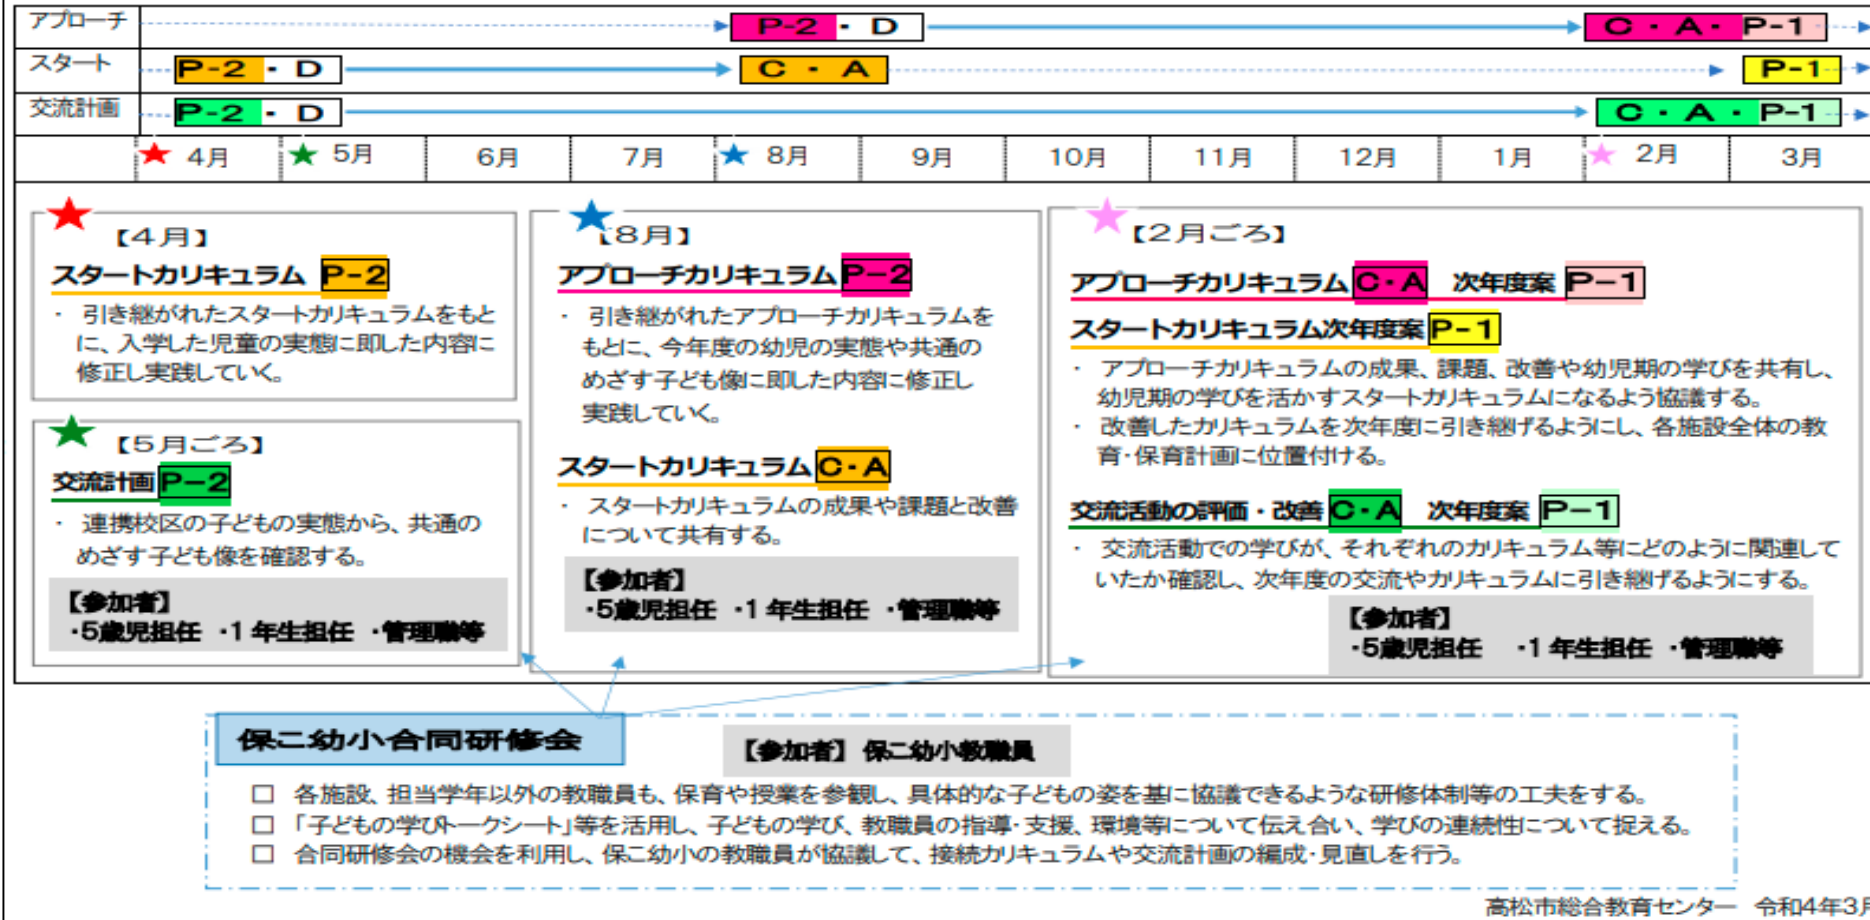 アプローチ P-2・D C・A・P-1
スタート P-2・D C・A P-1
交流計画 P-2・D C・A・P-1
★ 4月 ★ 5月 6月 7月 ★ 8月 9月 10月 11月 12月 1月 ★ 2月 3月
★
【4月】
スタートカリキュラム P-2
・ 引き継がれたスタートカリキュラムをもと
に、入学した児童の実態に即した内容に
修正し実践していく。
★
【5月ごろ】
交流計画 P-2
・ 連携校区の子どもの実態から、共通の
めざす子ども像を確認する。
【参加者】
・5歳児担任 ・1年生担任 ・管理職等
★
【8月】
アプローチカリキュラム P-2
・ 引き継がれたアプローチカリキュラムを
もとに、今年度の幼児の実態や共通の
めざす子ども像に即した内容に修正し
実践していく。
スタートカリキュラム C・A
・ スタートカリキュラムの成果や課題と改善
について共有する。
【参加者】
・5歳児担任 ・1年生担任 ・管理職等
★
【2月ごろ】
アプローチカリキュラム C・A 次年度案 P-1
スタートカリキュラム次年度案 P-1
・ アプローチカリキュラムの成果、課題、改善や幼児期の学びを共有し、
幼児期の学びを活かすスタートカリキュラムになるよう協議する。
・ 改善したカリキュラムを次年度に引き継げるようにし、各施設全体の教
育・保育計画に位置付ける。
交流活動の評価・改善 C・A 次年度案 P-1
・ 交流活動での学びが、それぞれのカリキュラム等にどのように関連して
いたか確認し、次年度の交流やカリキュラムに引き継げるようにする。
【参加者】
・5歳児担任 ・1年生担任 ・管理職等
保こ幼小合同研修会
【参加者】 保こ幼小教職員
□ 各施設、担当学年以外の教職員も、保育や授業を参観し、具体的な子どもの姿を基に協議できるような研修体制等の工夫をする。
□ 「子どもの学びトークシート」等を活用し、子どもの学び、教職員の指導・支援、環境等について伝え合い、学びの連続性について捉える。
□ 合同研修会の機会を利用し、保こ幼小の教職員が協議して、接続カリキュラムや交流計画の編成・見直しを行う。
高松市総合教育センター 令和4年3月